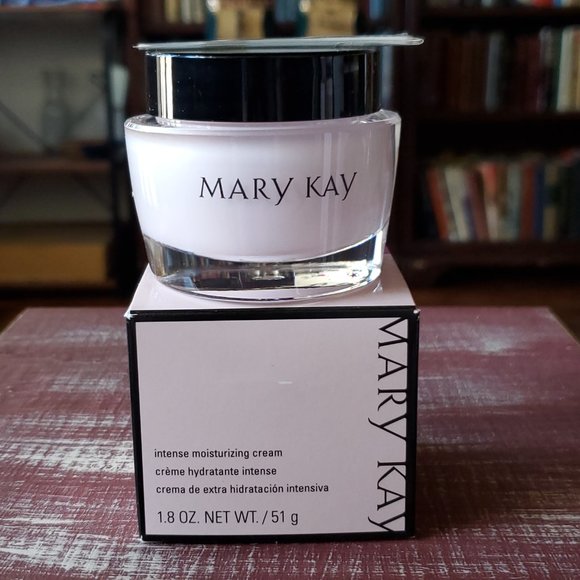 MARY KAY
MARY KAY
intense moisturizing cream
crème hydratante intense
crema de extra hidratación intensiva
1.8 OZ. NET WT. / 51 g